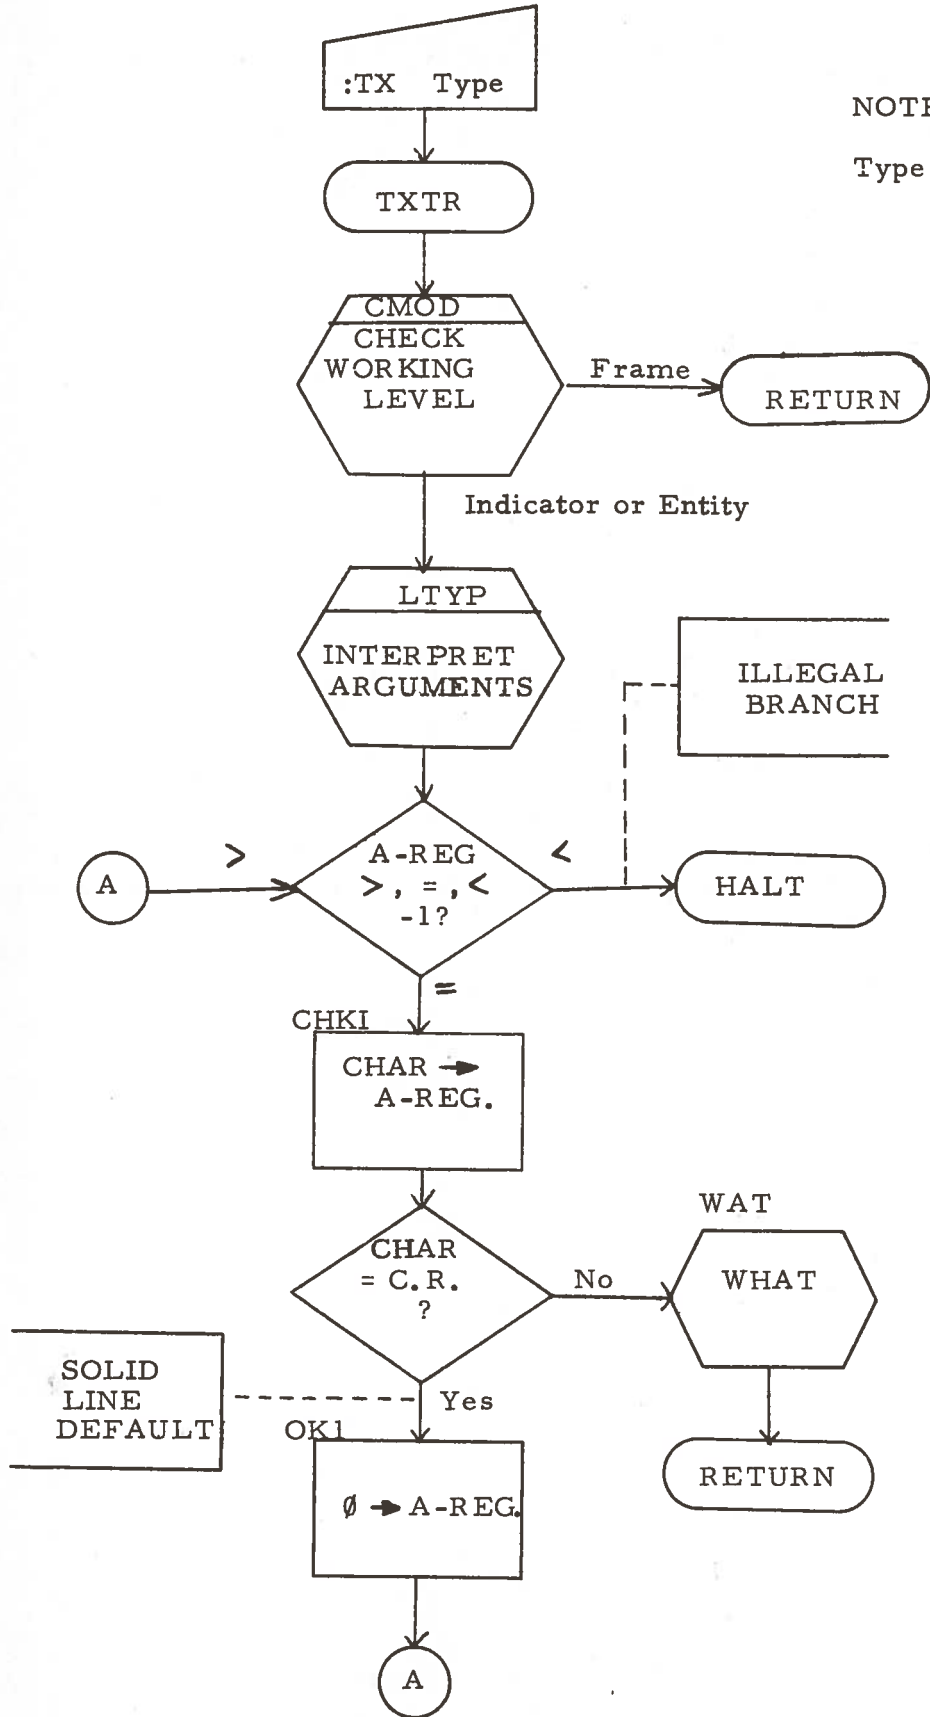 :TX Type
NOTE
Type
TXTR
CMOD
CHECK
WORKING
LEVEL
Frame
RETURN
Indicator or Entity
LTYP
INTERPRET
ARGUMENTS
ILLEGAL
BRANCH
>
A-REG
>, =, <
-1?
<
A
HALT
=
CHKI
CHAR →
A-REG.
WAT
CHAR
= C.R.
?
No
WHAT
SOLID
LINE
DEFAULT
Yes
OK1
RETURN
Ø → A-REG.
A